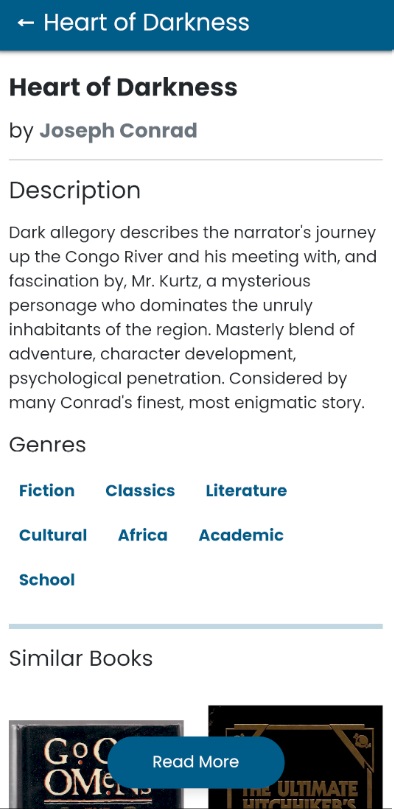 ← Heart of Darkness
Heart of Darkness
by Joseph Conrad
Description
Dark allegory describes the narrator's journey
up the Congo River and his meeting with, and
fascination by, Mr. Kurtz, a mysterious
personage who dominates the unruly
inhabitants of the region. Masterly blend of
adventure, character development,
psychological penetration. Considered by
many Conrad's finest, most enigmatic story.
Genres
Fiction Classics Literature
Cultural Africa Academic
School
Similar Books
THE ULTIMATE
OMeNs
Read More